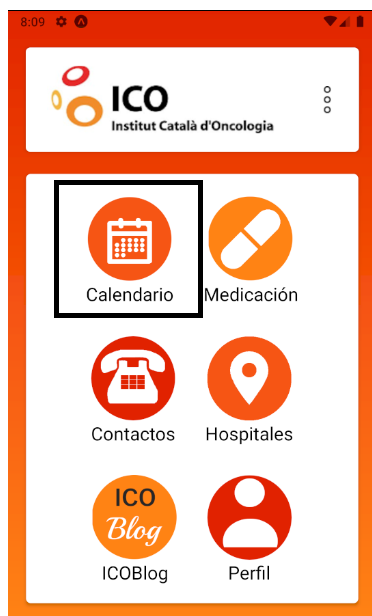 8:09
ICO
Institut Català d'Oncologia
Calendario
Medicación
Contactos
Hospitales
ICO
Blog
ICOBlog
Perfil